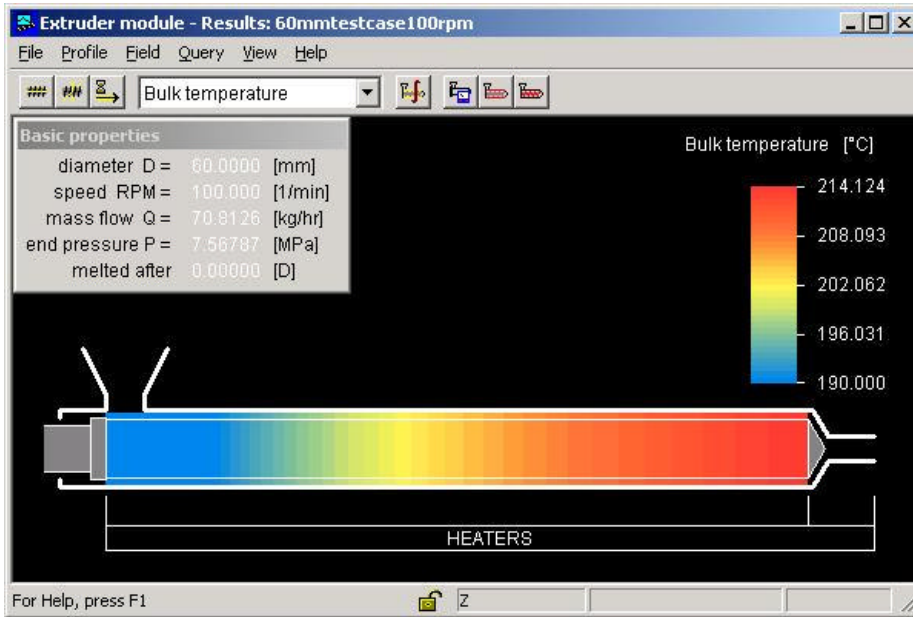 Extruder module - Results: 60mmtestcase100rpm
File Profile Field Query View Help
Bulk temperature
Basic properties
diameter D = 60.0000 [mm]
speed RPM = 100.000 [1/min]
mass flow Q = 70.8126 [kg/hr]
end pressure P = 7.56787 [MPa]
melted after 0.00000 [D]
Bulk temperature [°C]
214.124
208.093
202.062
196.031
190.000
HEATERS
For Help, press F1
Z